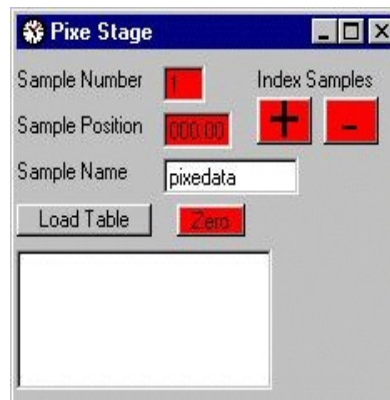 Pixe Stage
Sample Number 1 Index Samples
Sample Position 000.00 + -
Sample Name pixedata
Load Table Zero